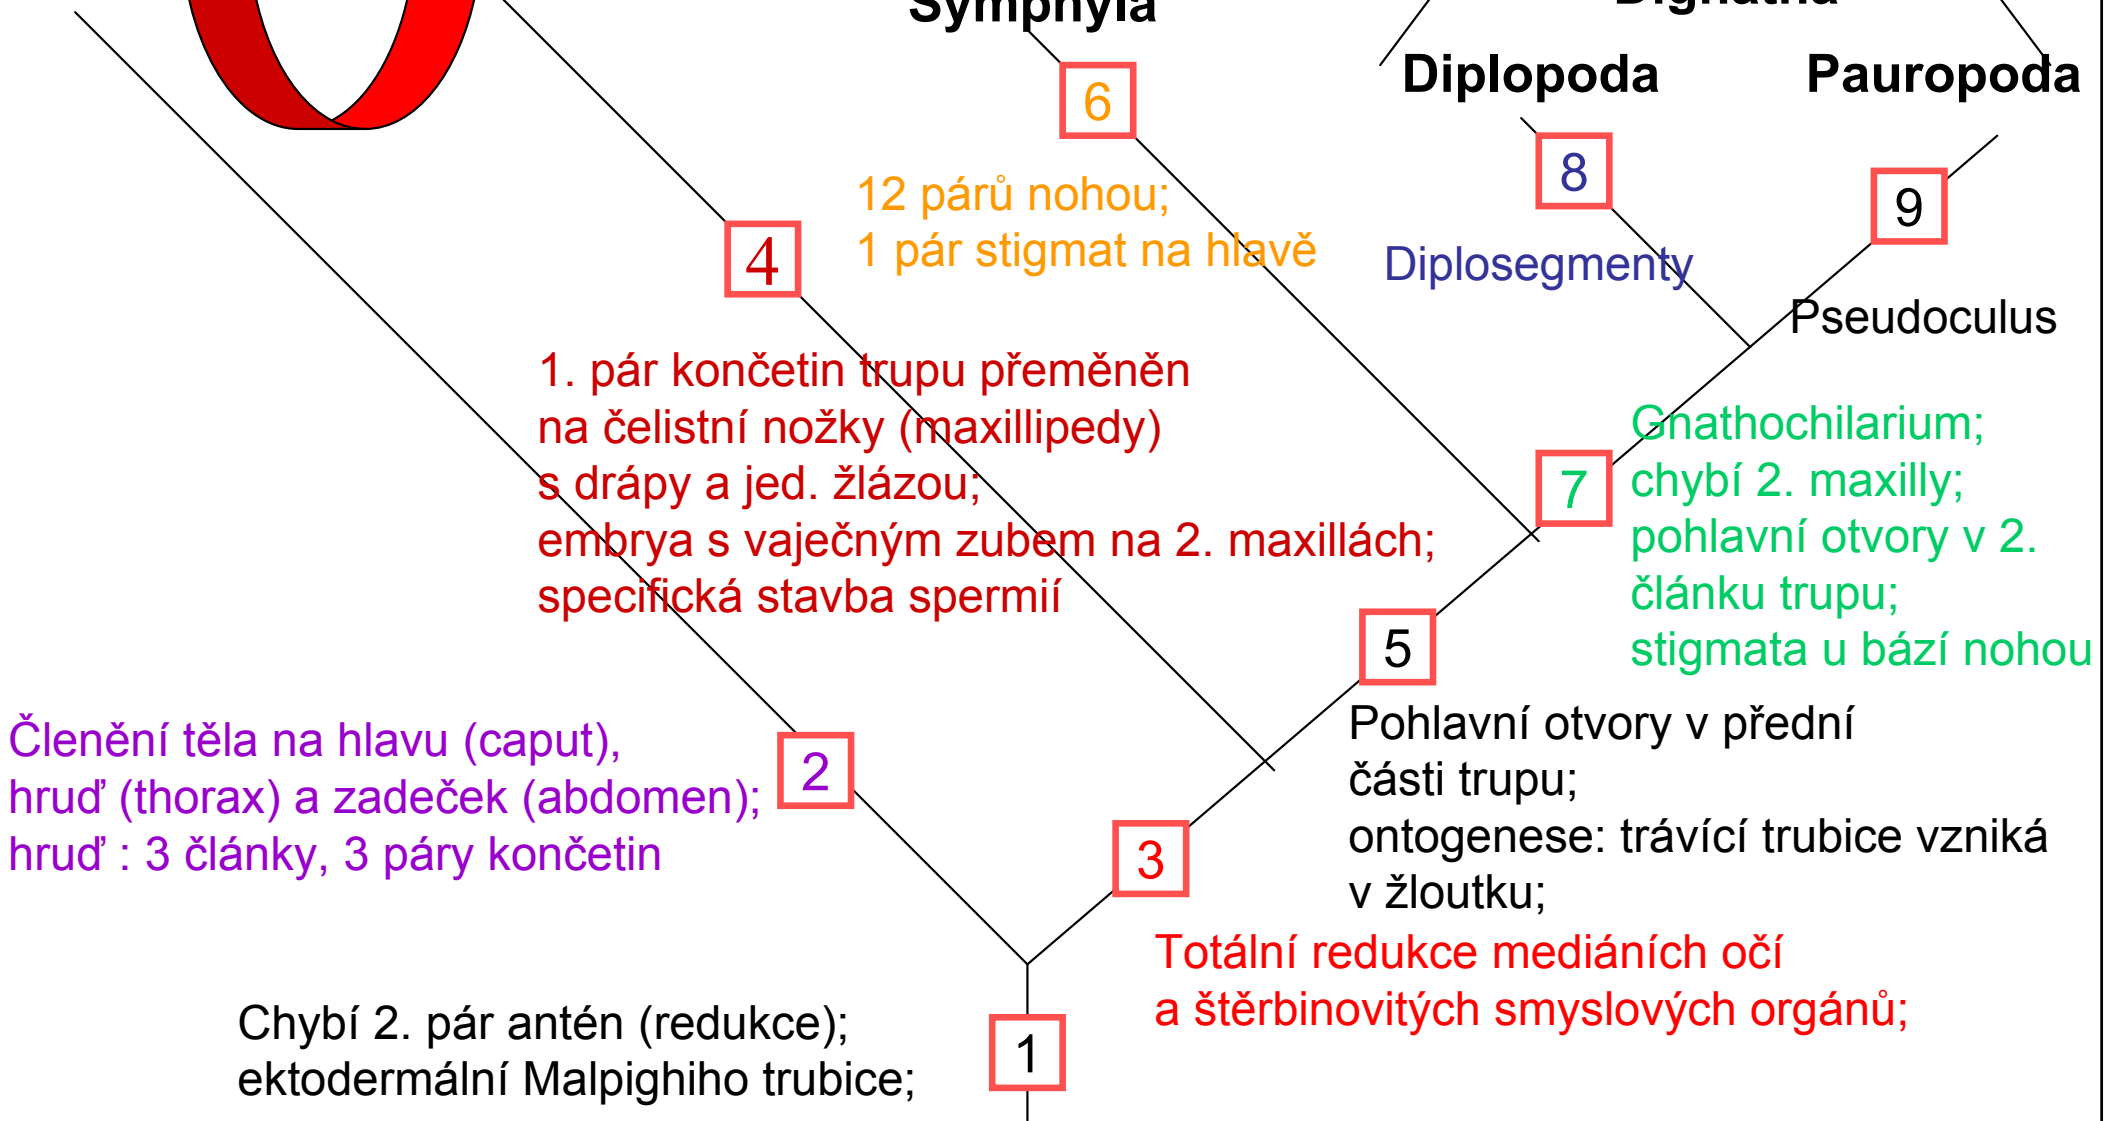 Symphyla
Dignatha
Diplopoda
Pauropoda
6
8
9
12 párů nohou;
1 pár stigmat na hlavě
4
Diplosegmenty
Pseudoculus
1. pár končetin trupu přeměněn
na čelistní nožky (maxillipedy)
s drápy a jed. žlázou;
embrya s vaječným zubem na 2. maxillách;
specifická stavba spermií
7
Gnathochilarium;
chybí 2. maxilly;
pohlavní otvory v 2.
článku trupu;
stigmata u bází nohou
5
Pohlavní otvory v přední
části trupu;
ontogenese: trávící trubice vzniká
v žloutku;
Členění těla na hlavu (caput),
hruď (thorax) a zadeček (abdomen);
hruď : 3 články, 3 páry končetin
2
3
Totální redukce mediáních očí
a štěrbinovitých smyslových orgánů;
Chybí 2. pár antén (redukce);
ektodermální Malpighiho trubice;
1